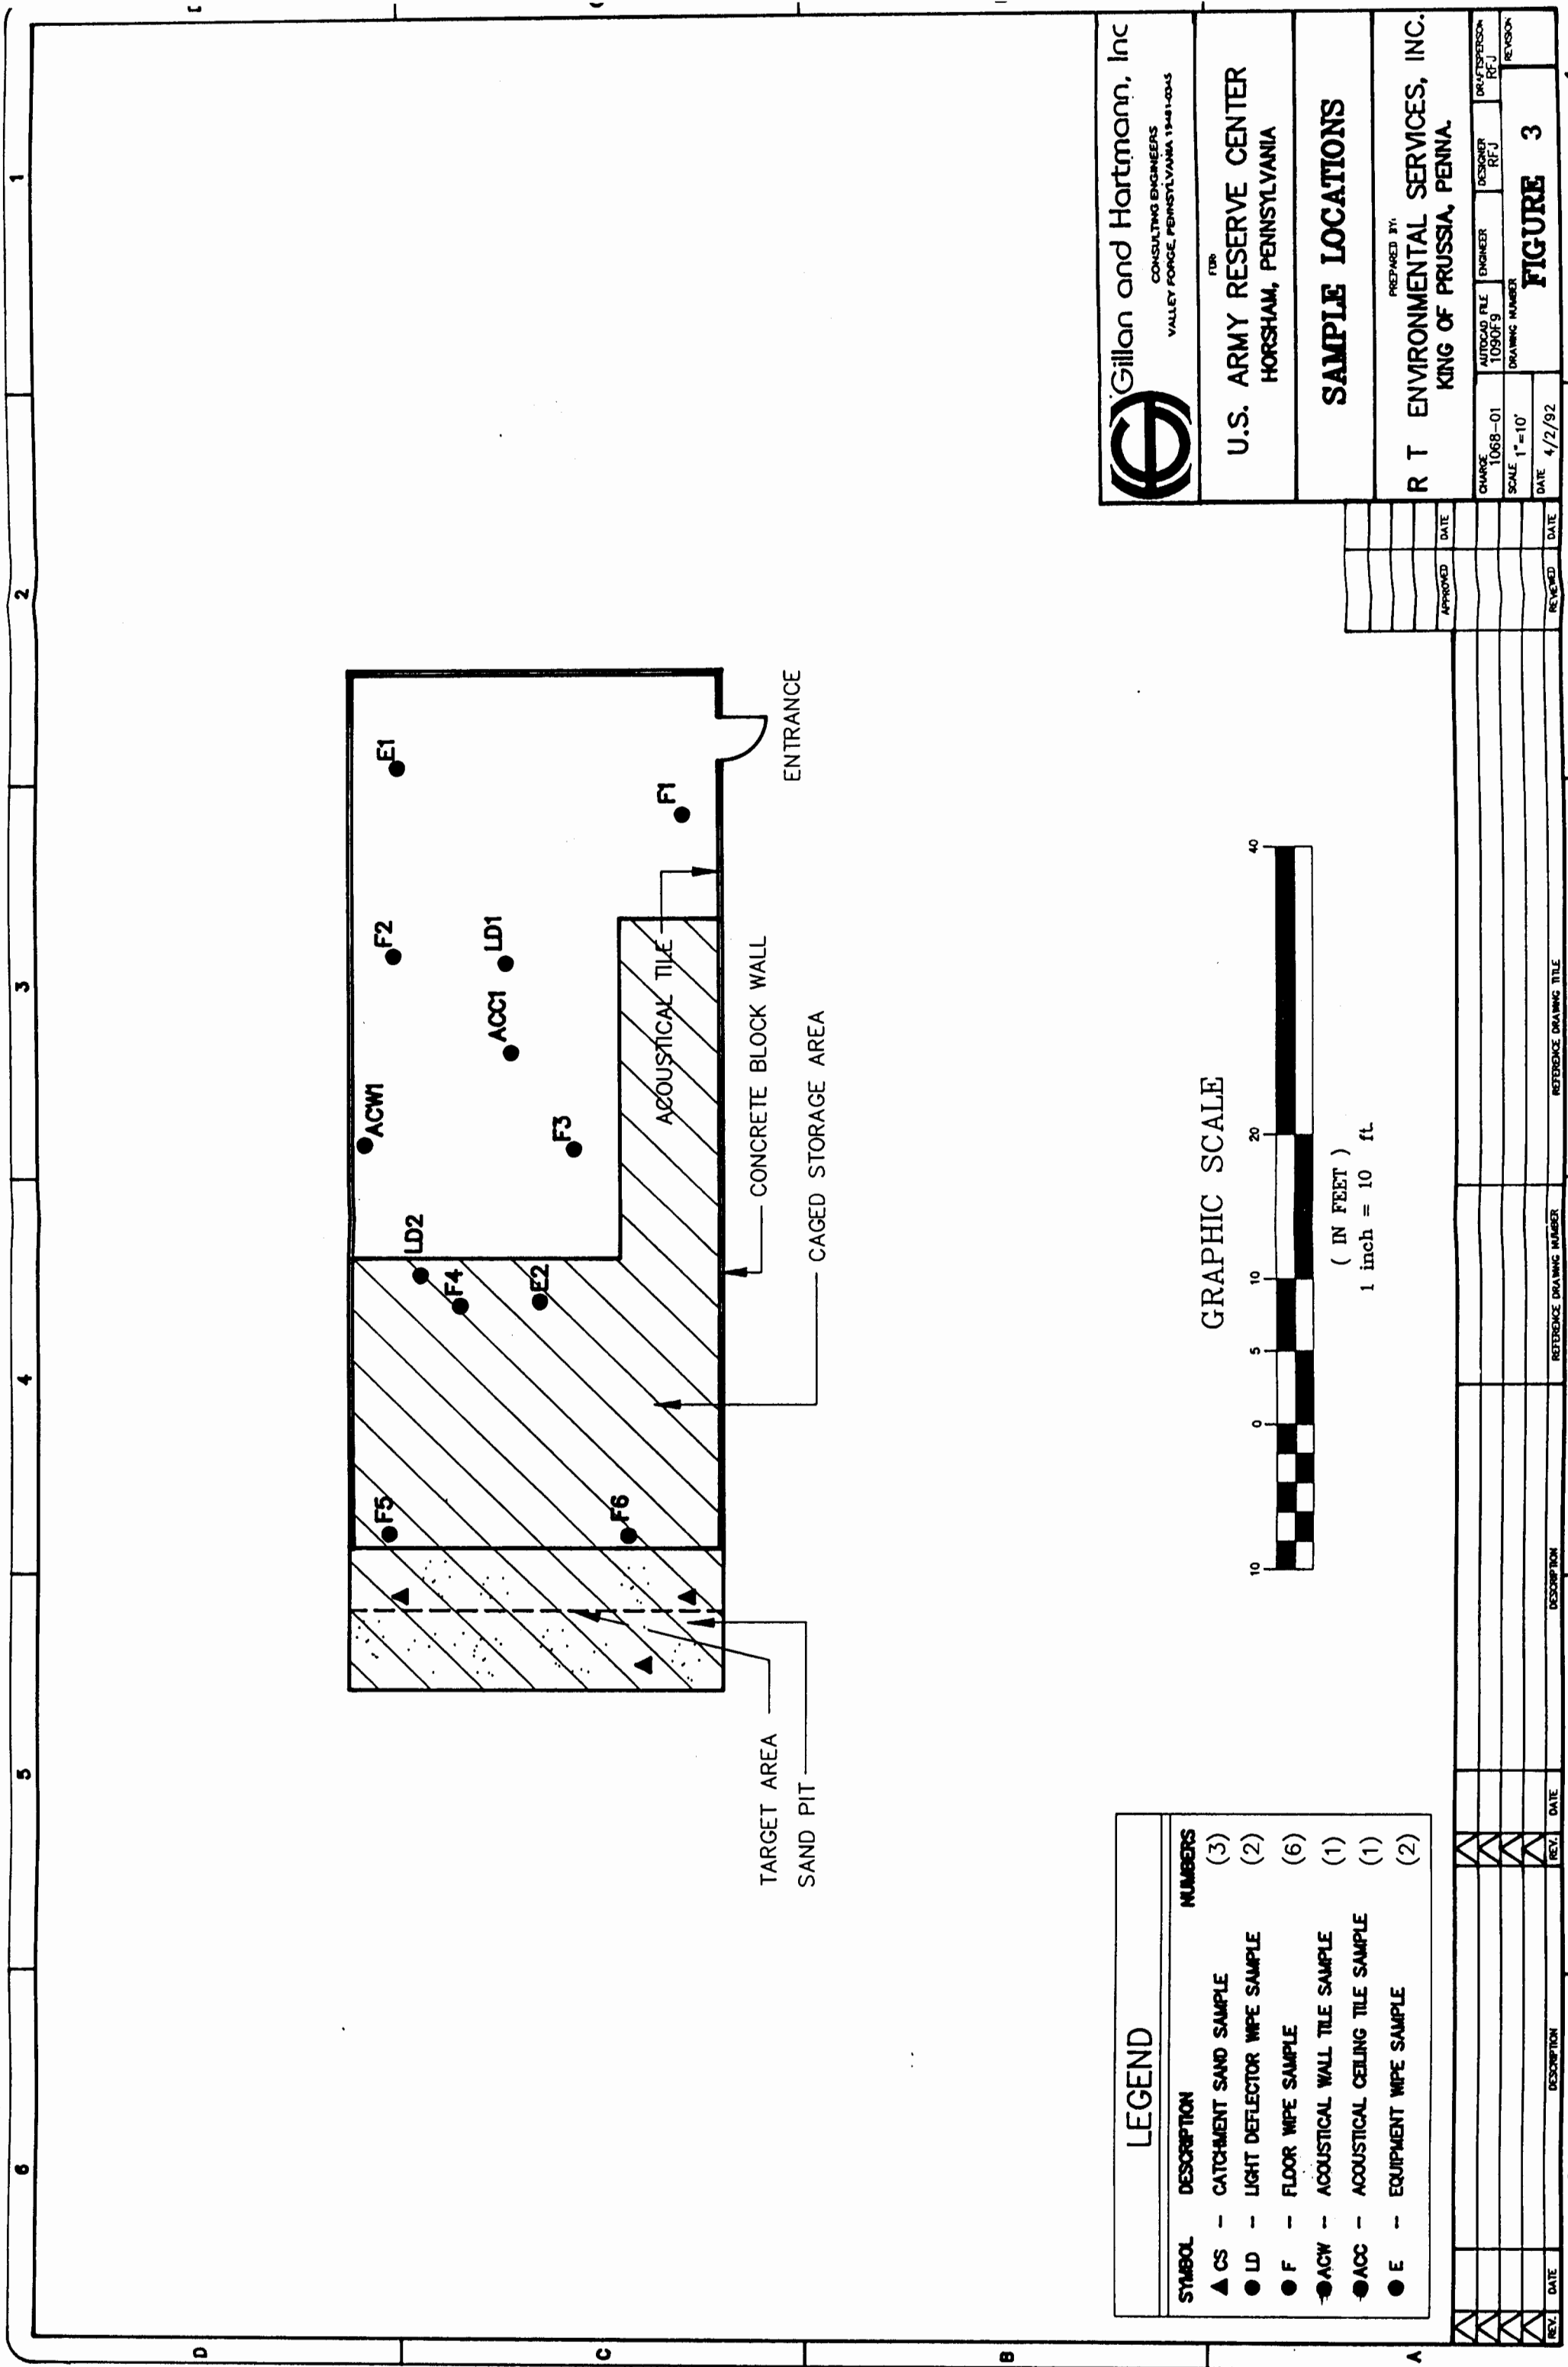 6
5
4
3
2
1
D
C
B
A
F5
F6
LD2
F4
E2
ACW1
F3
ACC1
F2
LD1
E1
F1
ACOUSTICAL TILE
ENTRANCE
CONCRETE BLOCK WALL
CAGED STORAGE AREA
TARGET AREA
SAND PIT
GRAPHIC SCALE
10 0 5 10 20 40
( IN FEET )
1 inch = 10 ft.
LEGEND
SYMBOL DESCRIPTION NUMBERS
▲ CS - CATCHMENT SAND SAMPLE (3)
● LD -- LIGHT DEFLECTOR WIPE SAMPLE (2)
● F - FLOOR WIPE SAMPLE (6)
● ACW -- ACOUSTICAL WALL TILE SAMPLE (1)
● ACC - ACOUSTICAL CEILING TILE SAMPLE (1)
● E -- EQUIPMENT WIPE SAMPLE (2)
Gillan and Hartmann, Inc
CONSULTING ENGINEERS
VALLEY FORGE, PENNSYLVANIA 19481-0345
FOR:
U.S. ARMY RESERVE CENTER
HORSHAM, PENNSYLVANIA
SAMPLE LOCATIONS
PREPARED BY:
R T ENVIRONMENTAL SERVICES, INC.
KING OF PRUSSIA, PENNA.
CHARGE 1068-01
AUTOCAD FILE 1090F9
ENGINEER
DESIGNER RFJ
DRAFTSPERSON RFJ
SCALE 1"=10'
DRAWING NUMBER
FIGURE 3
REVISION
DATE 4/2/92
APPROVED DATE
REV. DATE DESCRIPTION REV. DATE DESCRIPTION REFERENCE DRAWING NUMBER REFERENCE DRAWING TITLE REVIEWED DATE